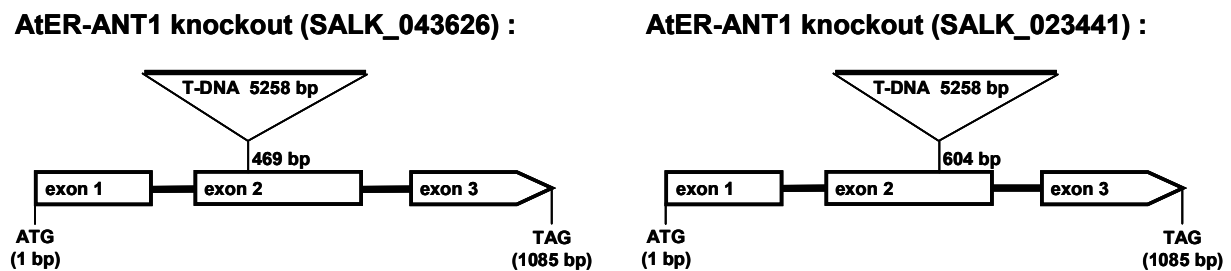 AtER-ANT1 knockout (SALK_043626) :
T-DNA 5258 bp
469 bp
exon 1
exon 2
exon 3
ATG
(1 bp)
TAG
(1085 bp)
AtER-ANT1 knockout (SALK_023441) :
T-DNA 5258 bp
604 bp
exon 1
exon 2
exon 3
ATG
(1 bp)
TAG
(1085 bp)